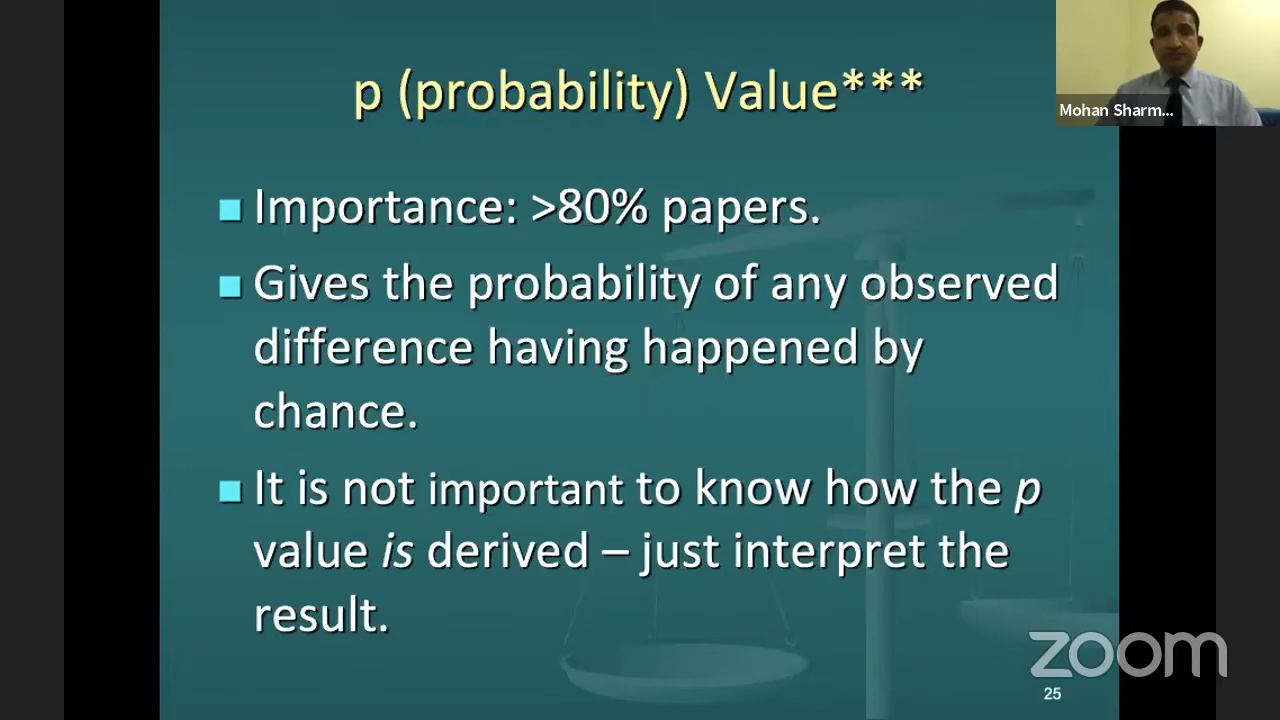 p (probability) Value***
Mohan Sharm...
■ Importance: >80% papers.
■ Gives the probability of any observed
difference having happened by
chance.
■ It is not important to know how the p
value is derived – just interpret the
result.
zoom
25